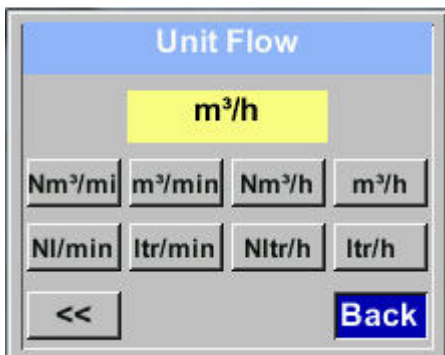 Unit Flow
m³/h
Nm³/mi m³/min Nm³/h m³/h
Nl/min ltr/min Nltr/h ltr/h
<< Back